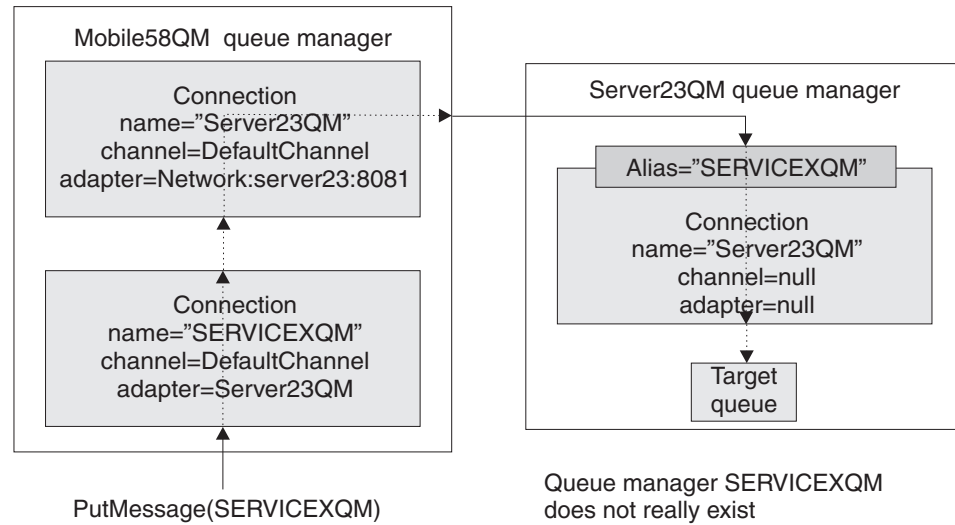 Mobile58QM queue manager
Connection
name=”Server23QM”
channel=DefaultChannel
adapter=Network:server23:8081
Connection
name=”SERVICEXQM”
channel=DefaultChannel
adapter=Server23QM
PutMessage(SERVICEXQM)
Server23QM queue manager
Alias=”SERVICEXQM”
Connection
name=”Server23QM”
channel=null
adapter=null
Target
queue
Queue manager SERVICEXQM
does not really exist